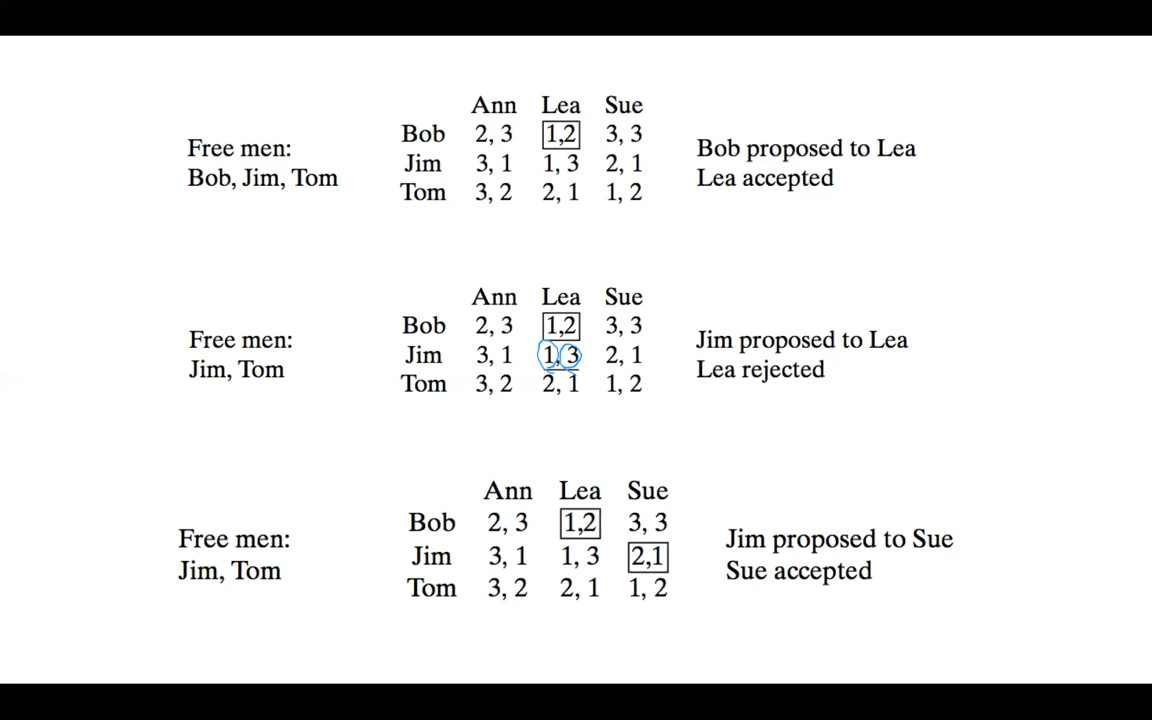 Ann Lea Sue
Free men: Bob 2, 3 1,2 3, 3 Bob proposed to Lea
Bob, Jim, Tom Jim 3, 1 1, 3 2, 1 Lea accepted
Tom 3, 2 2, 1 1, 2
Ann Lea Sue
Free men: Bob 2, 3 1,2 3, 3 Jim proposed to Lea
Jim, Tom Jim 3, 1 1, 3 2, 1 Lea rejected
Tom 3, 2 2, 1 1, 2
Ann Lea Sue
Free men: Bob 2, 3 1,2 3, 3 Jim proposed to Sue
Jim, Tom Jim 3, 1 1, 3 2,1 Sue accepted
Tom 3, 2 2, 1 1, 2